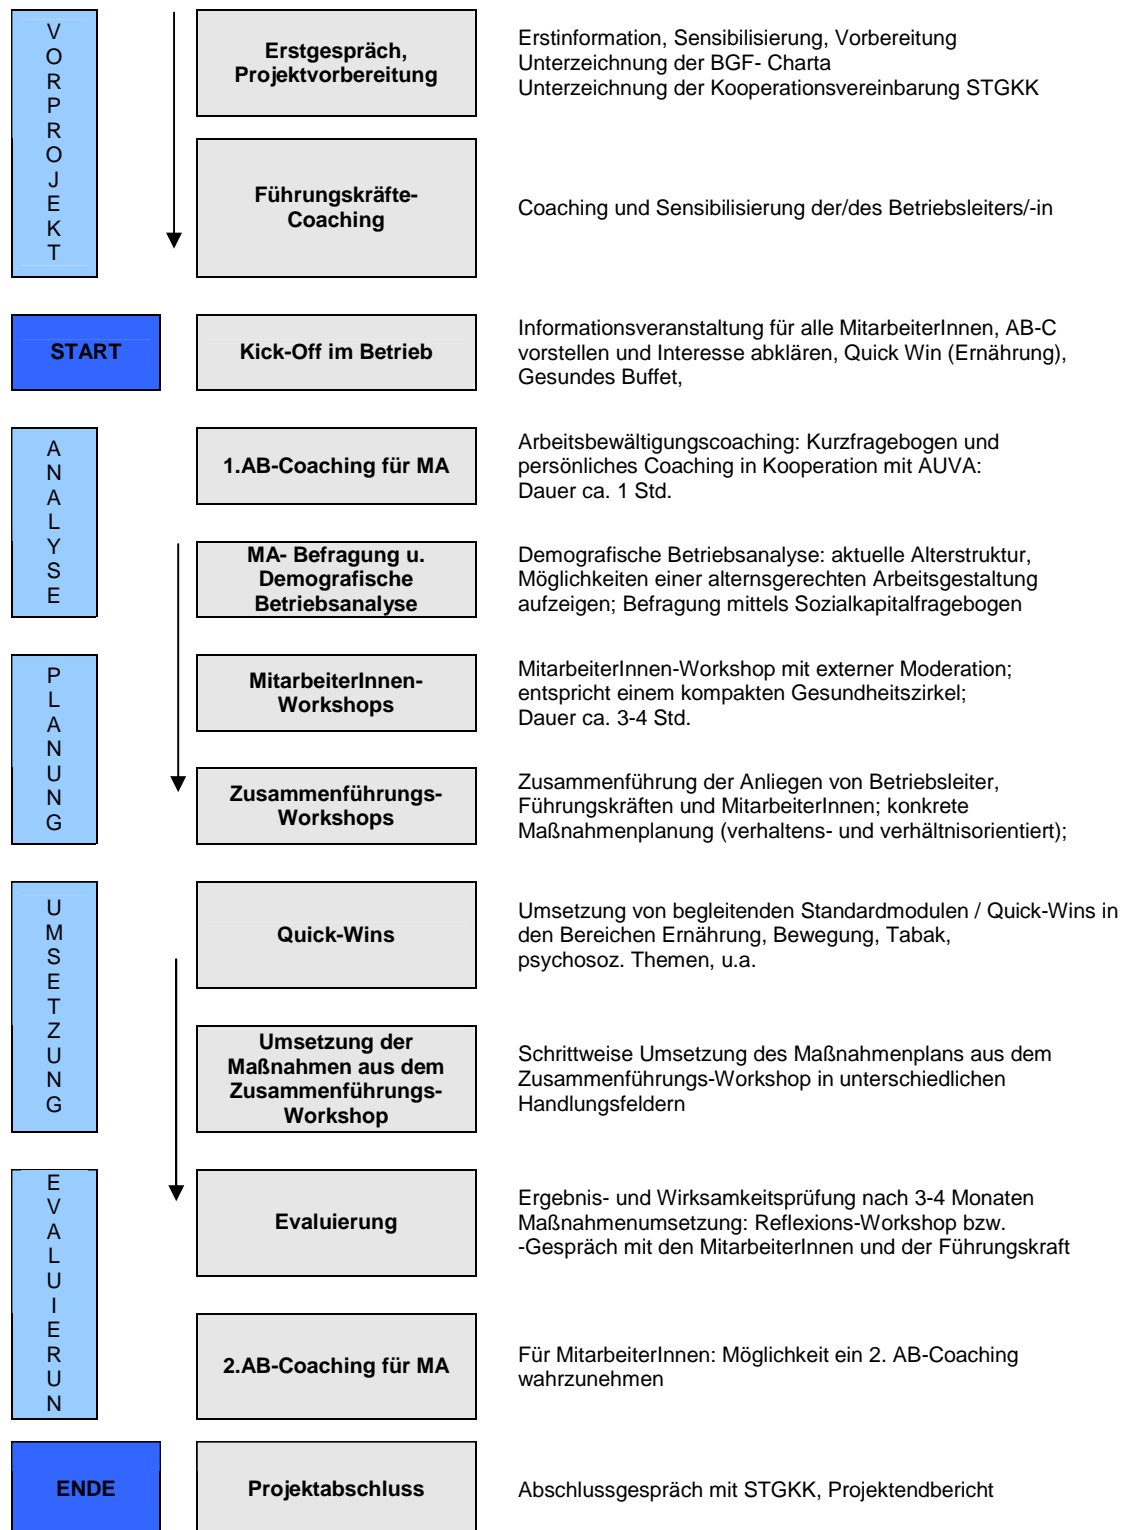 VORPROJEKT
Erstgespräch,
Projektvorbereitung
Erstinformation, Sensibilisierung, Vorbereitung
Unterzeichnung der BGF- Charta
Unterzeichnung der Kooperationsvereinbarung STGKK
Führungskräfte-
Coaching
Coaching und Sensibilisierung der/des Betriebsleiters/-in
START
Kick-Off im Betrieb
Informationsveranstaltung für alle MitarbeiterInnen, AB-C
vorstellen und Interesse abklären, Quick Win (Ernährung),
Gesundes Buffet,
ANALYSE
1.AB-Coaching für MA
Arbeitsbewältigungscoaching: Kurzfragebogen und
persönliches Coaching in Kooperation mit AUVA:
Dauer ca. 1 Std.
MA- Befragung u.
Demografische
Betriebsanalyse
Demografische Betriebsanalyse: aktuelle Alterstruktur,
Möglichkeiten einer alternsgerechten Arbeitsgestaltung
aufzeigen; Befragung mittels Sozialkapitalfragebogen
PLANUNG
MitarbeiterInnen-
Workshops
MitarbeiterInnen-Workshop mit externer Moderation;
entspricht einem kompakten Gesundheitszirkel;
Dauer ca. 3-4 Std.
Zusammenführungs-
Workshops
Zusammenführung der Anliegen von Betriebsleiter,
Führungskräften und MitarbeiterInnen; konkrete
Maßnahmenplanung (verhaltens- und verhältnisorientiert);
UMSETZUNG
Quick-Wins
Umsetzung von begleitenden Standardmodulen / Quick-Wins in
den Bereichen Ernährung, Bewegung, Tabak,
psychosoz. Themen, u.a.
Umsetzung der
Maßnahmen aus dem
Zusammenführungs-
Workshop
Schrittweise Umsetzung des Maßnahmenplans aus dem
Zusammenführungs-Workshop in unterschiedlichen
Handlungsfeldern
EVALUIERUN
Evaluierung
Ergebnis- und Wirksamkeitsprüfung nach 3-4 Monaten
Maßnahmenumsetzung: Reflexions-Workshop bzw.
-Gespräch mit den MitarbeiterInnen und der Führungskraft
2.AB-Coaching für MA
Für MitarbeiterInnen: Möglichkeit ein 2. AB-Coaching
wahrzunehmen
ENDE
Projektabschluss
Abschlussgespräch mit STGKK, Projektendbericht